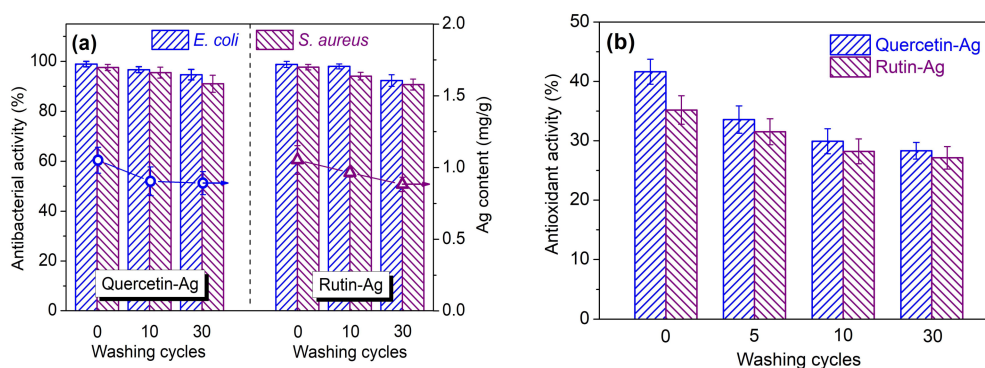 (a)
E. coli
S. aureus
Antibacterial activity (%)
0
20
40
60
80
100
Ag content (mg/g)
0.0
0.5
1.0
1.5
2.0
Quercetin-Ag
Rutin-Ag
0 10 30 0 10 30
Washing cycles Washing cycles
(b)
Quercetin-Ag
Rutin-Ag
Antioxidant activity (%)
0
10
20
30
40
50
0 5 10 30
Washing cycles